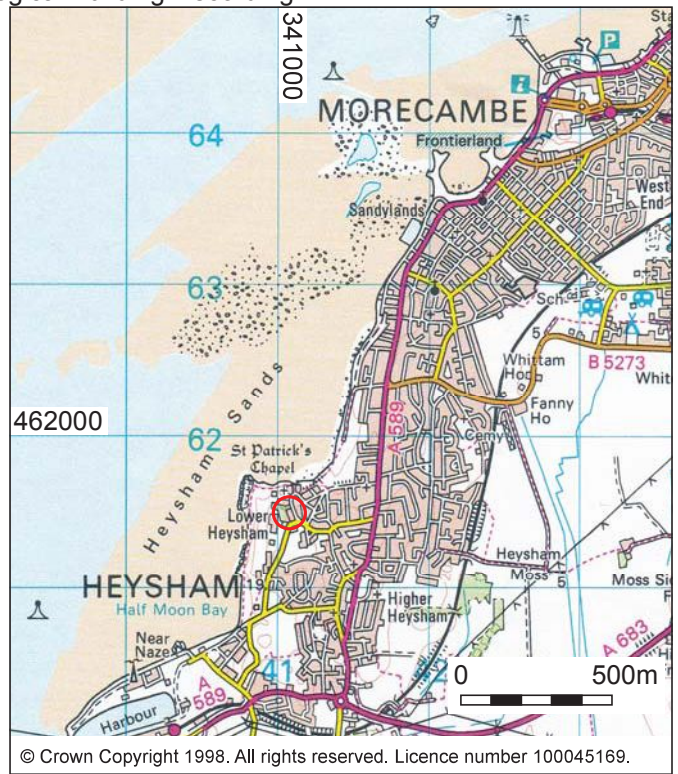 341000
Sta
P
i
MORECAMBE
64
Frontierland
West
End
Sandylands
63
Sch
5
Whittam
Ho
B 5273
Whit
Fanny
Ho
462000
62
A 589
Cemy
Heysham Sands
St Patrick's
Chapel
Lower
Heysham
Heysham
Moss
5
Moss Si
F
HEYSHAM
19
Half Moon Bay
Higher
Heysham
Near
Naze
A 683
A
589
41
42
0 500m
Harbour
© Crown Copyright 1998. All rights reserved. Licence number 100045169.